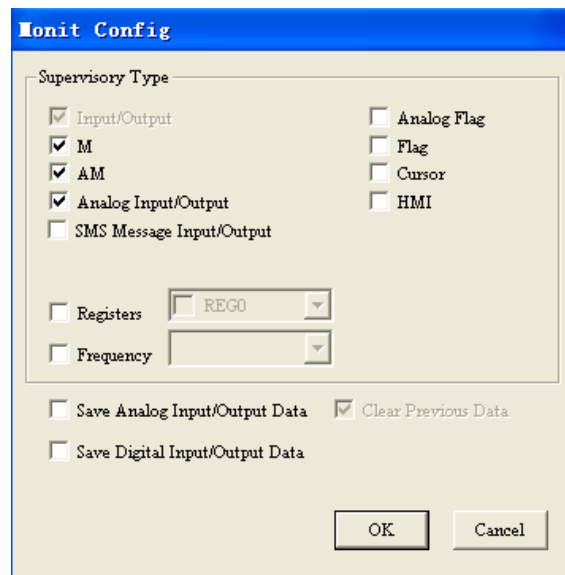 Monit Config
Supervisory Type
Input/Output
Analog Flag
M
Flag
AM
Cursor
Analog Input/Output
HMI
SMS Message Input/Output
Registers
REG0
Frequency
Save Analog Input/Output Data
Clear Previous Data
Save Digital Input/Output Data
OK
Cancel